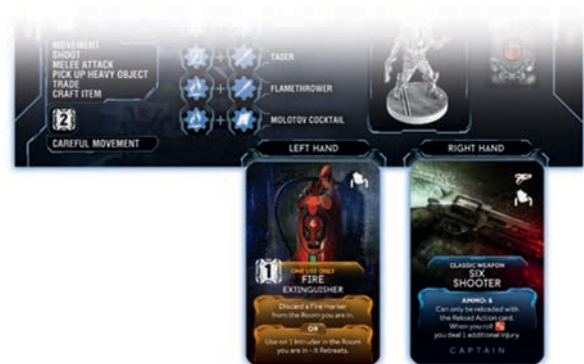 MOVEMENT
SHOOT
MELEE ATTACK
PICK UP HEAVY OBJECT
TRADE
CRAFT ITEM
2
CAREFUL MOVEMENT
+ TASER
+ FLAMETHROWER
+ MOLOTOV COCKTAIL
LEFT HAND
1
ONE USE ONLY
FIRE
EXTINGUISHER
Discard a Fire marker
from the Room you are in.
OR
Use on 1 Intruder in the Room
you are in - it Retreats.
RIGHT HAND
CLASSIC WEAPON
SIX
SHOOTER
AMMO: 6
Can only be reloaded with
the Reload Action card.
When you roll
you deal 1 additional injury.
CAPTAIN